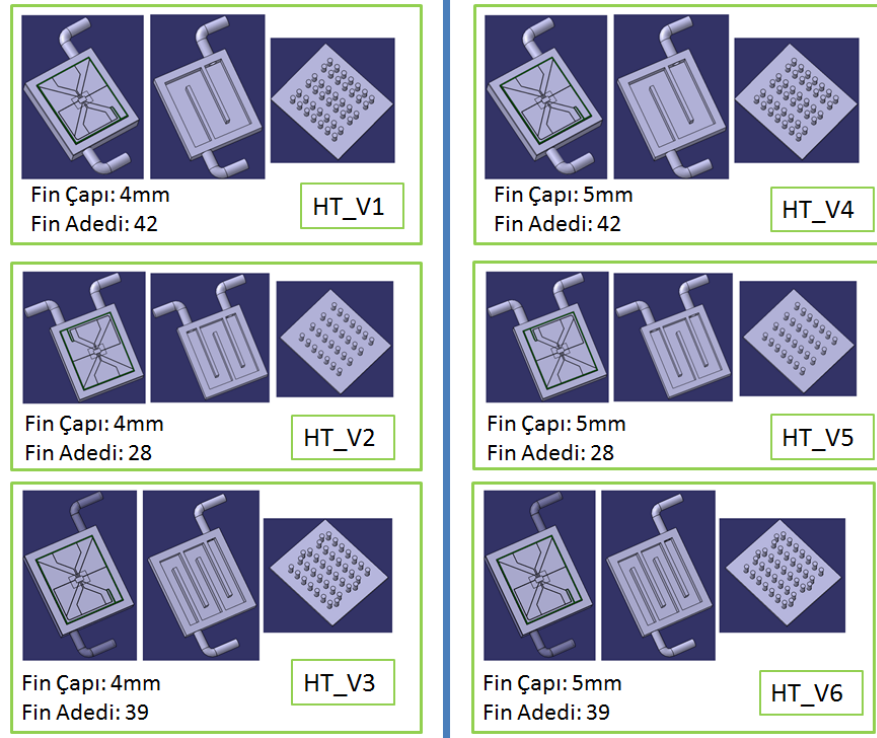 Fin Çapı: 4mm
Fin Adedi: 42
HT_V1
Fin Çapı: 5mm
Fin Adedi: 42
HT_V4
Fin Çapı: 4mm
Fin Adedi: 28
HT_V2
Fin Çapı: 5mm
Fin Adedi: 28
HT_V5
Fin Çapı: 4mm
Fin Adedi: 39
HT_V3
Fin Çapı: 5mm
Fin Adedi: 39
HT_V6